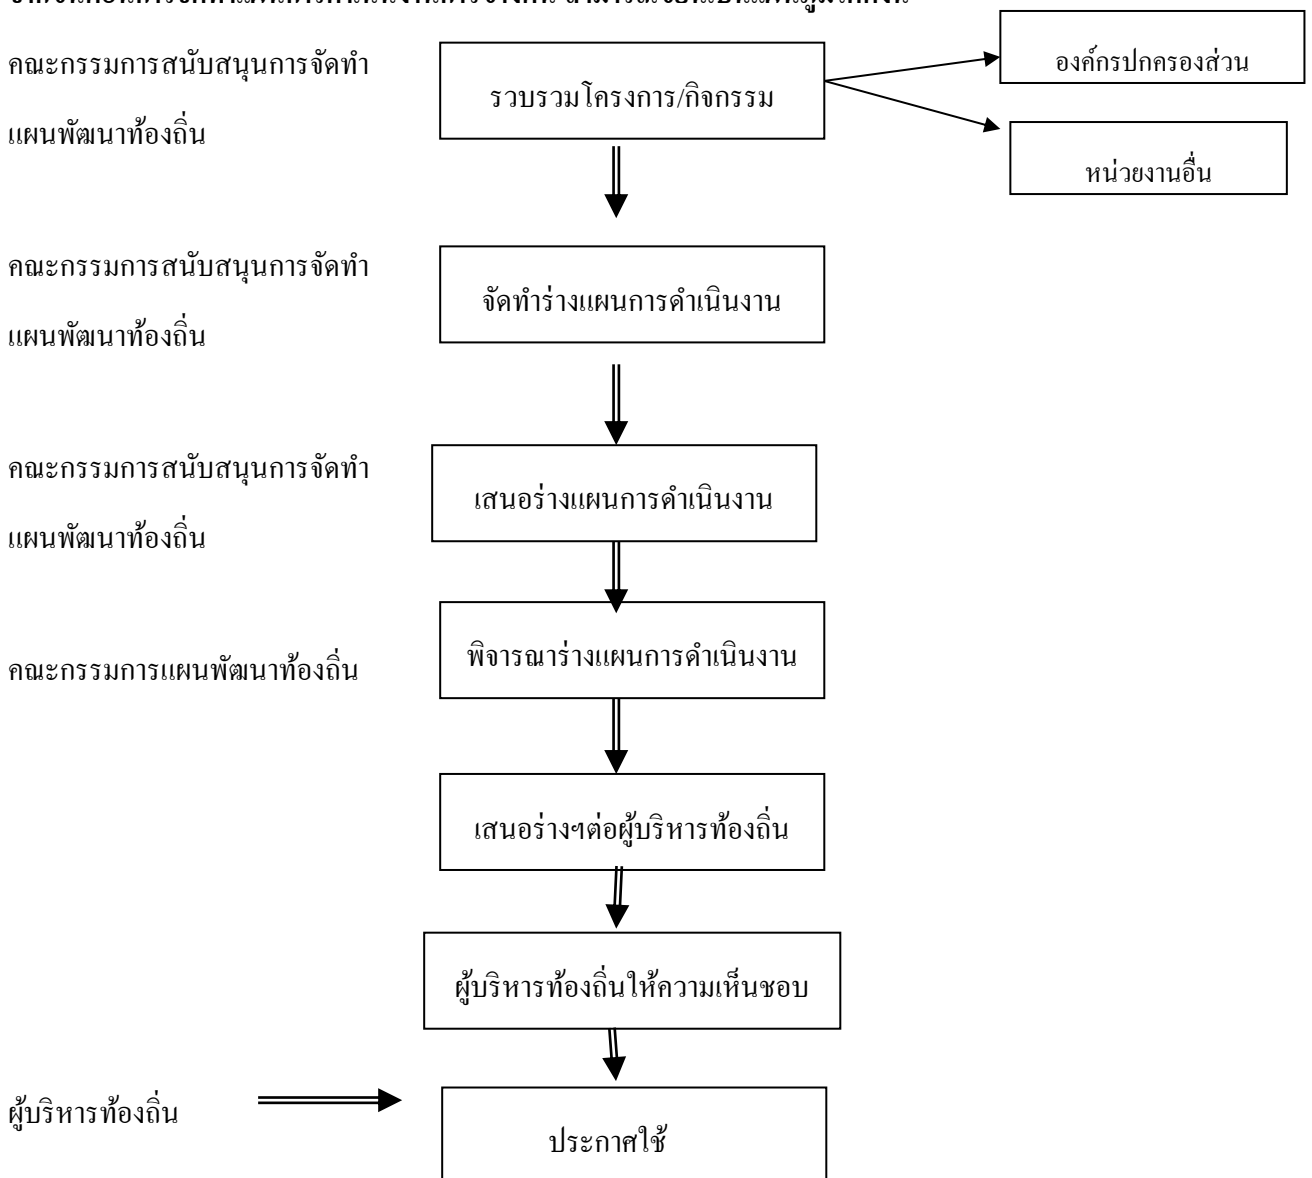 คณะกรรมการสนับสนุนการจัดทำ
แผนพัฒนาท้องถิ่น
รวบรวมโครงการ/กิจกรรม
องค์กรปกครองส่วน
หน่วยงานอื่น
คณะกรรมการสนับสนุนการจัดทำ
แผนพัฒนาท้องถิ่น
จัดทำร่างแผนการดำเนินงาน
คณะกรรมการสนับสนุนการจัดทำ
แผนพัฒนาท้องถิ่น
เสนอร่างแผนการดำเนินงาน
คณะกรรมการแผนพัฒนาท้องถิ่น
พิจารณาร่างแผนการดำเนินงาน
เสนอร่างฯต่อผู้บริหารท้องถิ่น
ผู้บริหารท้องถิ่นให้ความเห็นชอบ
ผู้บริหารท้องถิ่น
ประกาศใช้